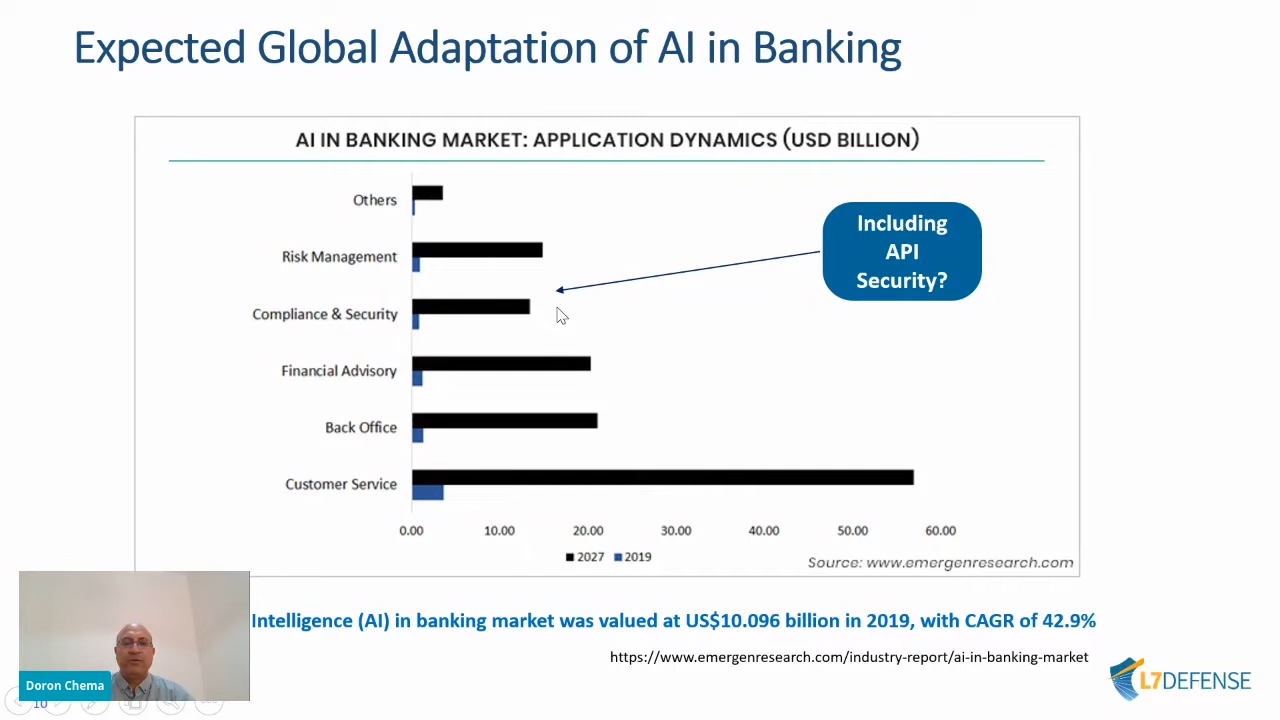 Expected Global Adaptation of AI in Banking
AI IN BANKING MARKET: APPLICATION DYNAMICS (USD BILLION)
Others
Risk Management
Compliance & Security
Financial Advisory
Back Office
Customer Service
Including
API
Security?
0.00 10.00 20.00 30.00 40.00 50.00 60.00
2027 2019
Source: www.emergenresearch.com
Intelligence (AI) in banking market was valued at US$10.096 billion in 2019, with CAGR of 42.9%
https://www.emergenresearch.com/industry-report/ai-in-banking-market
Doron Chema
10
L7DEFENSE